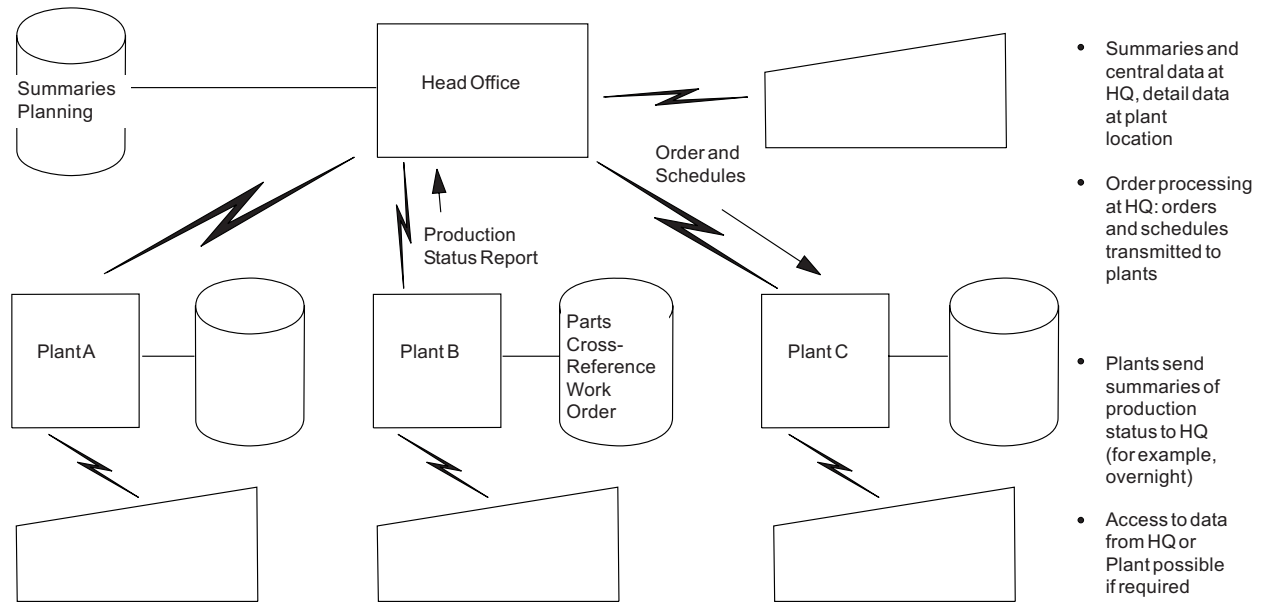 Summaries
Planning
Head Office
Order and
Schedules
Production
Status Report
Plant A
Plant B
Parts
Cross-
Reference
Work
Order
Plant C
• Summaries and
central data at
HQ, detail data
at plant
location
• Order processing
at HQ: orders
and schedules
transmitted to
plants
• Plants send
summaries of
production
status to HQ
(for example,
overnight)
• Access to data
from HQ or
Plant possible
if required